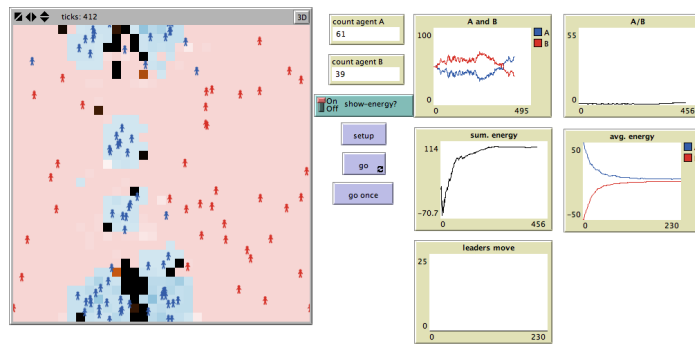 ticks: 412
3D
count agent A
61
count agent B
39
On
Off
show-energy?
setup
go
go once
A and B
100
0
0
495
A
B
A/B
55
0
0
456
sum. energy
114
-70.7
0
456
avg. energy
50
-50
0
230
leaders move
25
0
0
230